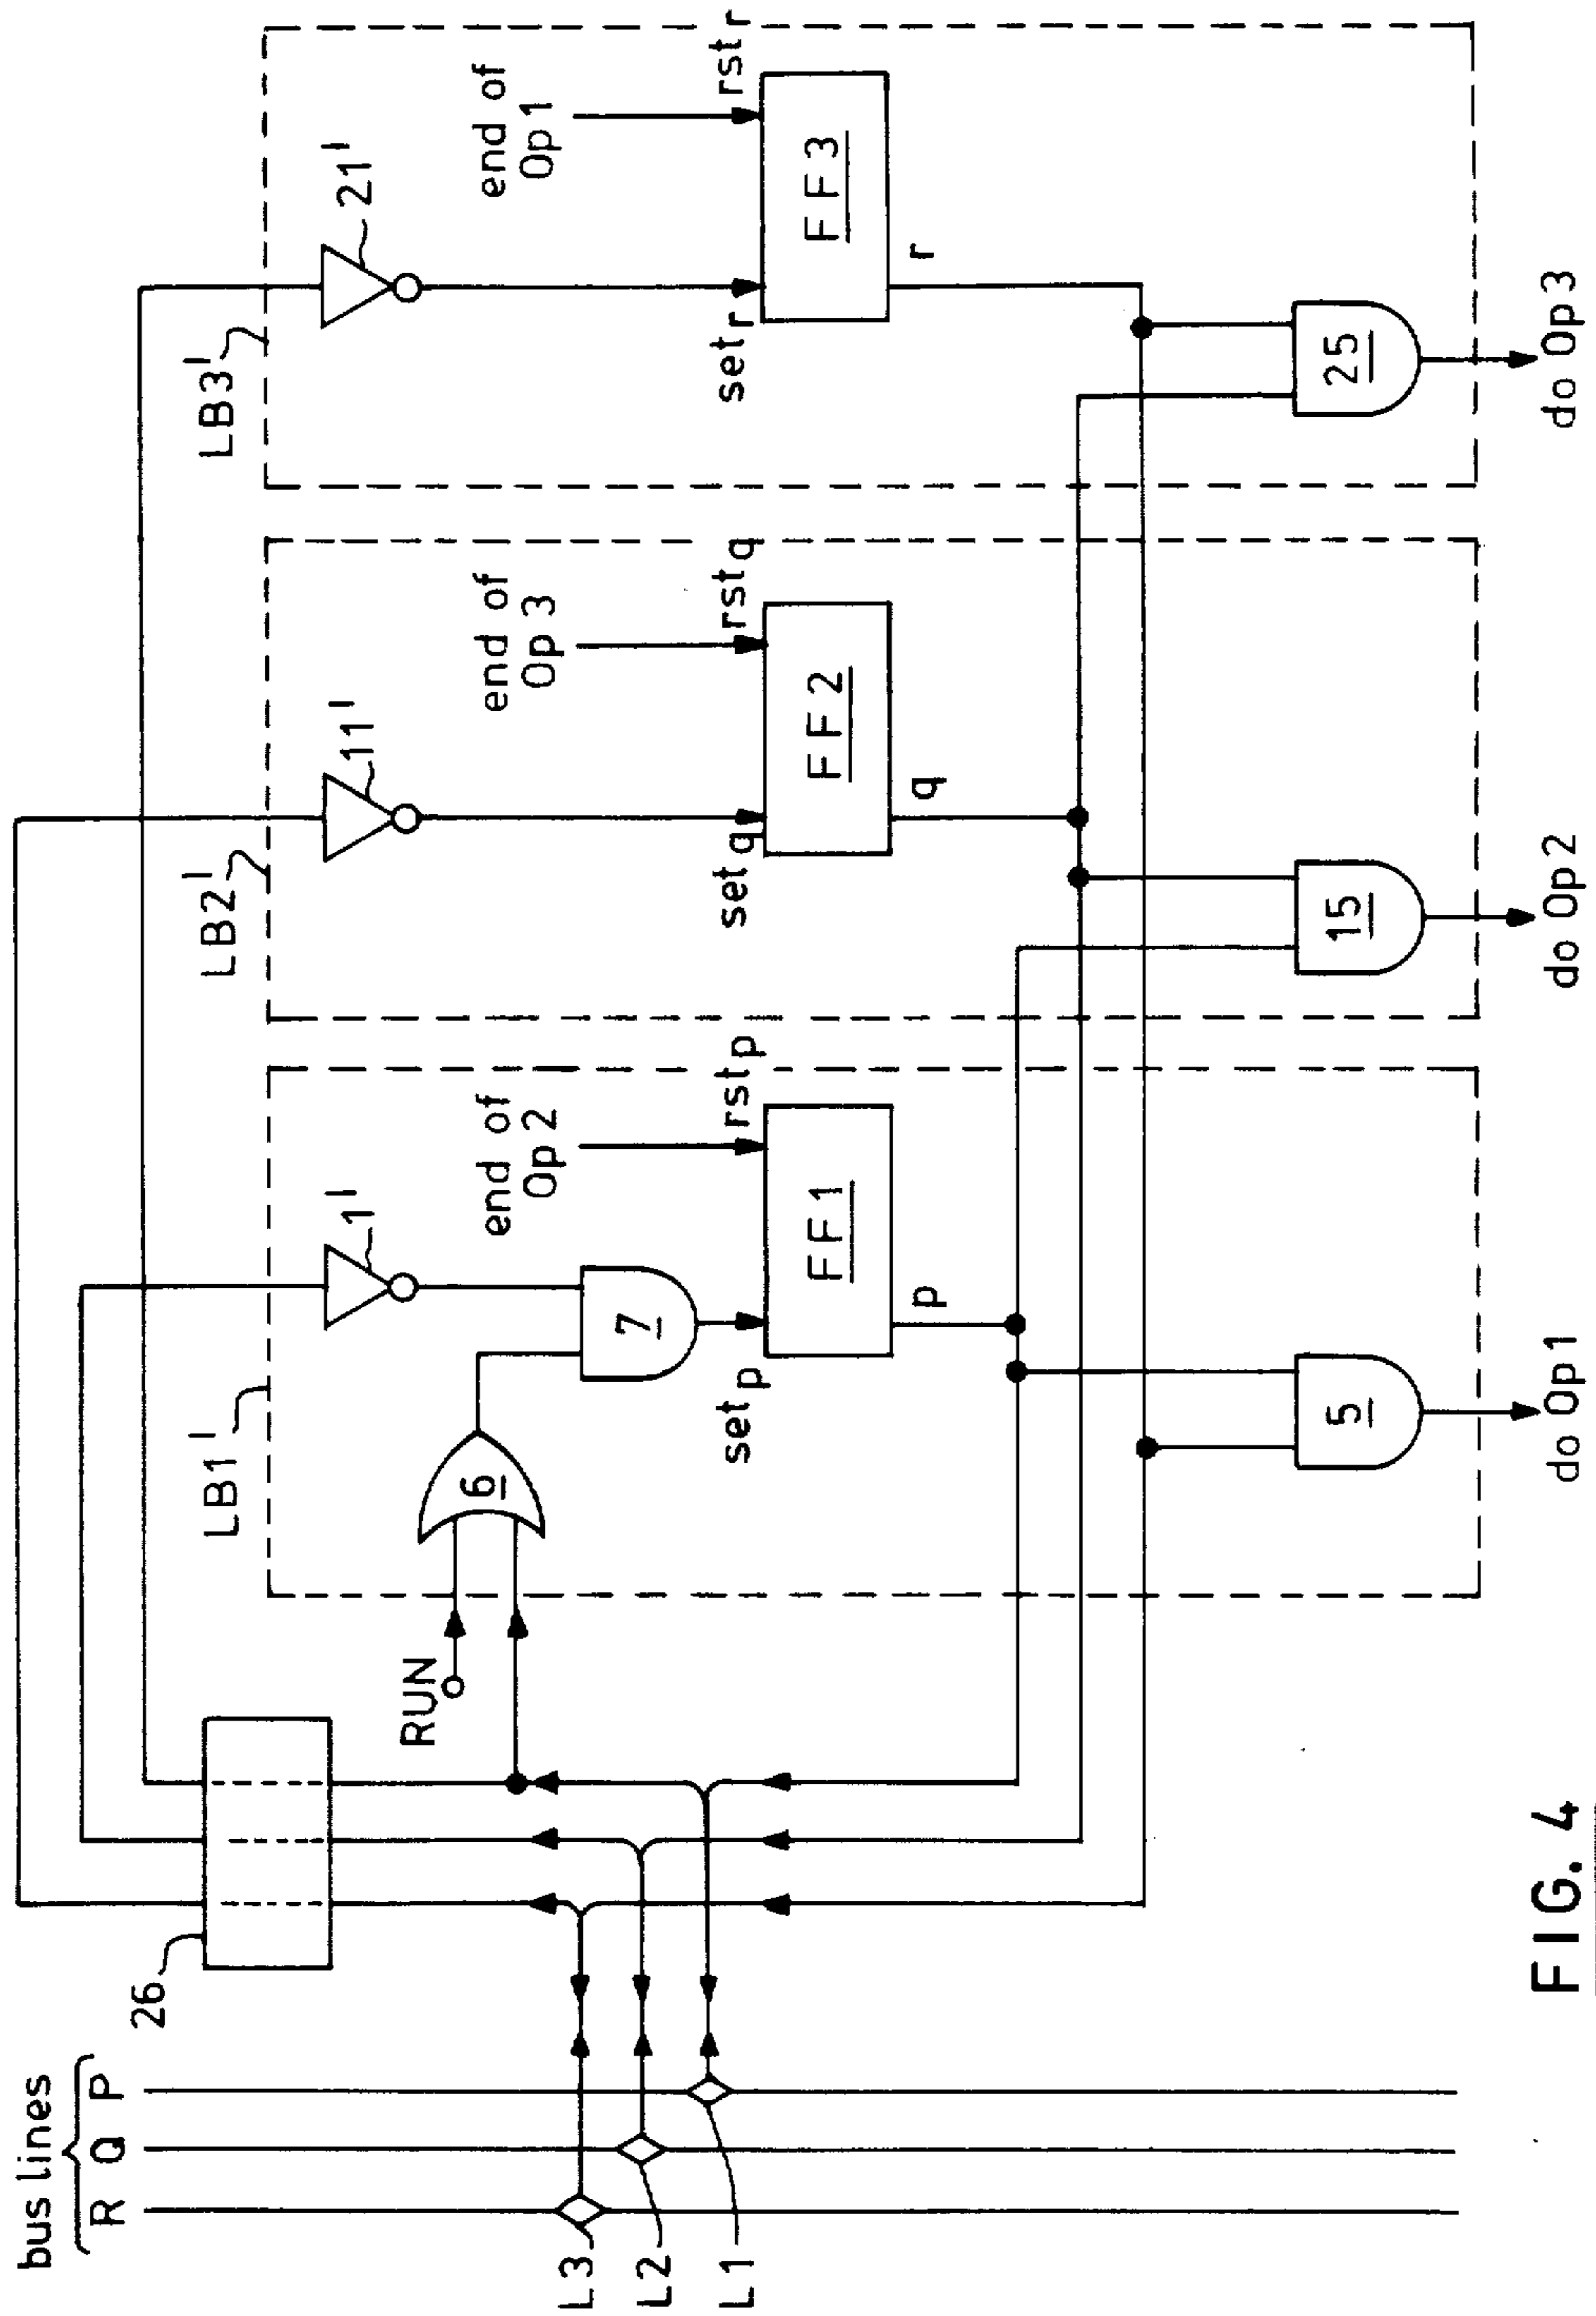 bus lines
R Q P
L3
L2
L1
26
RUN
LB1'
1'
6
7
end of
Op 2
set p
rst p
FF1
p
5
do Op1
LB2'
11'
end of
Op 3
set q
rst q
FF2
q
15
do Op2
LB3'
21'
end of
Op 1
set r
rst r
FF3
r
25
do Op3
FIG. 4